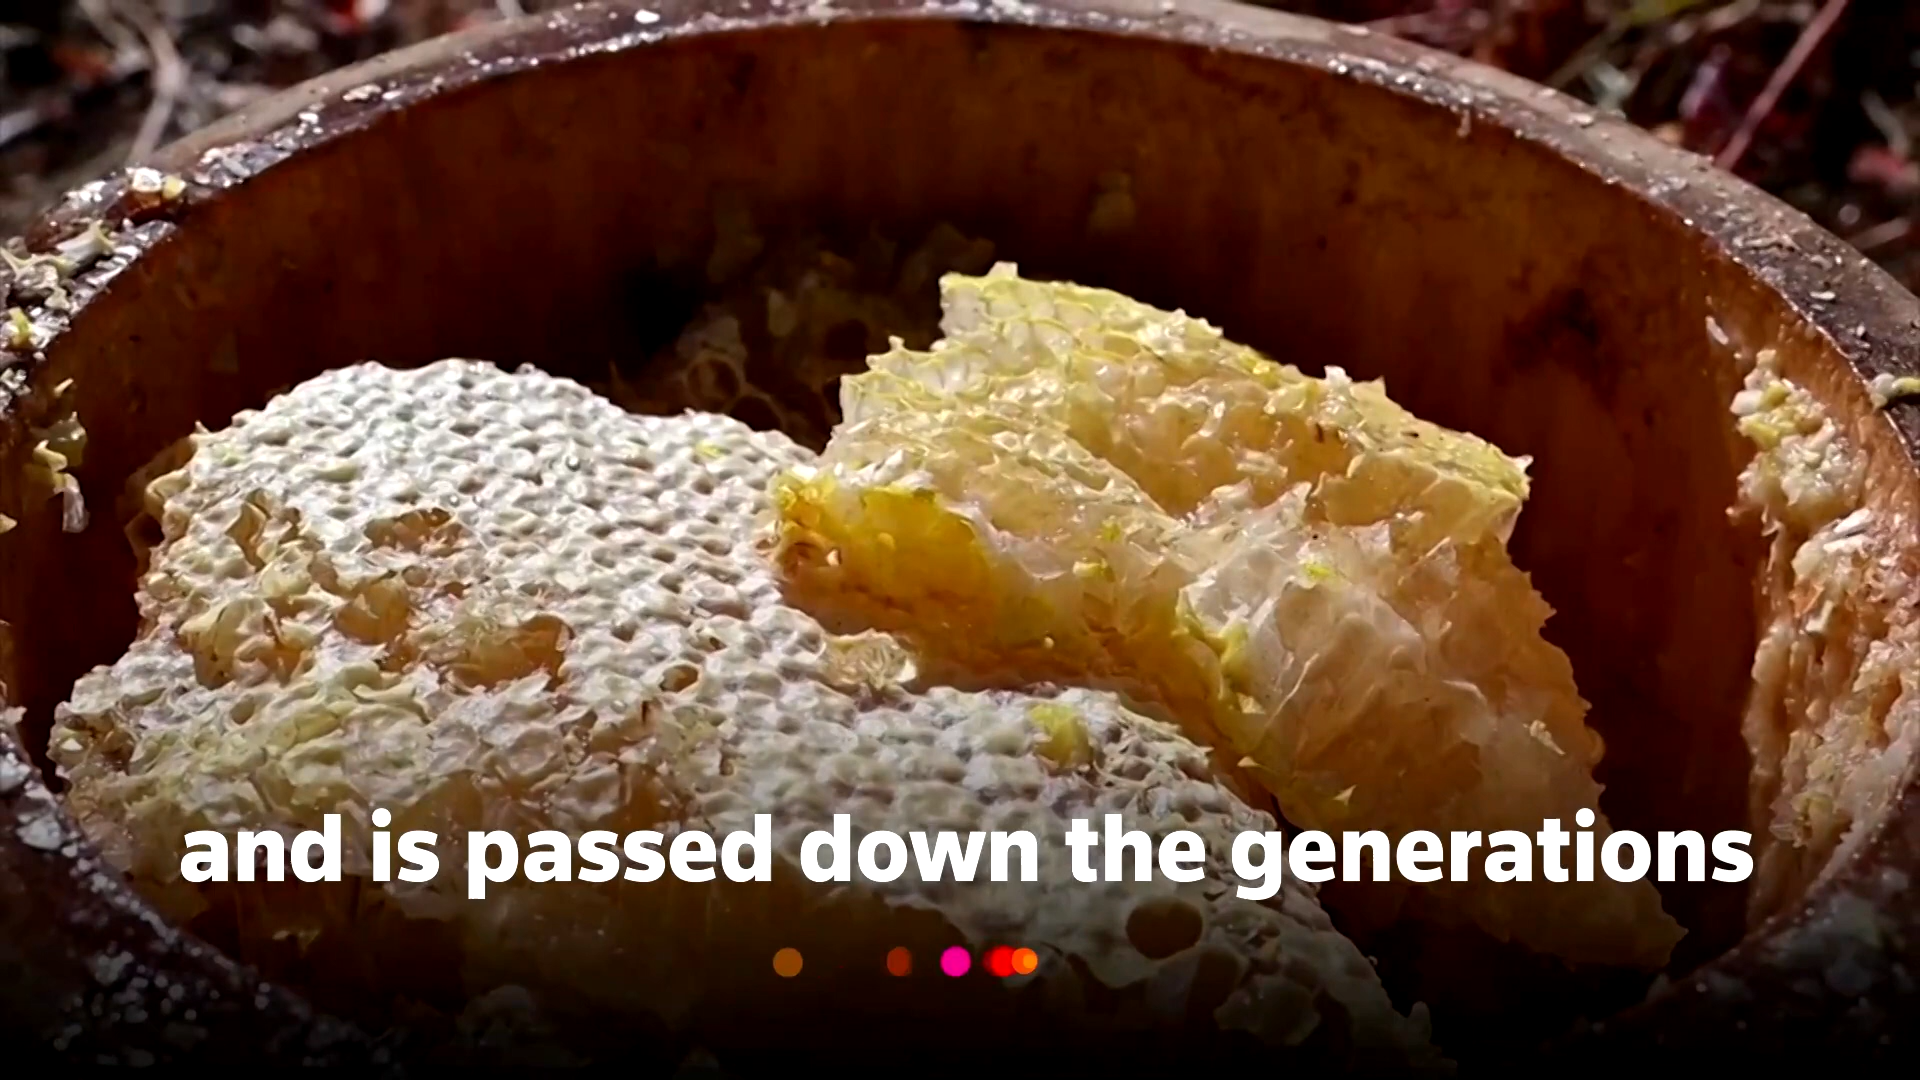 and is passed down the generations